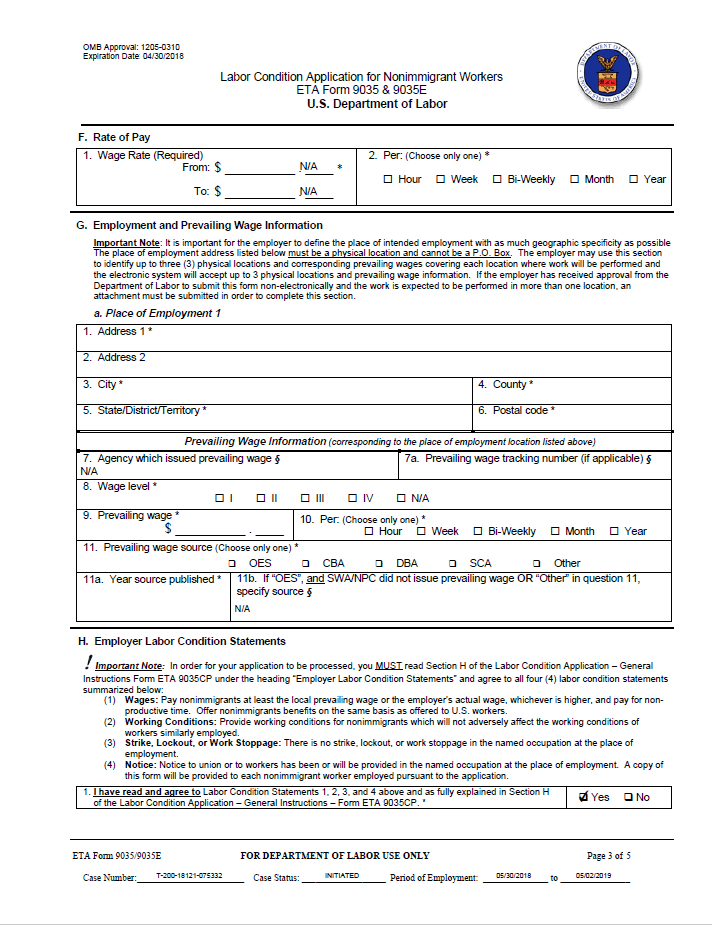 OMB Approval: 1205-0310
Expiration Date: 04/30/2018
Labor Condition Application for Nonimmigrant Workers
ETA Form 9035 & 9035E
U.S. Department of Labor
F. Rate of Pay
1. Wage Rate (Required)
From: $ __________ . N/A *
To: $ __________ . N/A
2. Per: (Choose only one) *
☐ Hour ☐ Week ☐ Bi-Weekly ☐ Month ☐ Year
G. Employment and Prevailing Wage Information
Important Note: It is important for the employer to define the place of intended employment with as much geographic specificity as possible
The place of employment address listed below must be a physical location and cannot be a P.O. Box. The employer may use this section
to identify up to three (3) physical locations and corresponding prevailing wages covering each location where work will be performed and
the electronic system will accept up to 3 physical locations and prevailing wage information. If the employer has received approval from the
Department of Labor to submit this form non-electronically and the work is expected to be performed in more than one location, an
attachment must be submitted in order to complete this section.
a. Place of Employment 1
1. Address 1 *
2. Address 2
3. City *
4. County *
5. State/District/Territory *
6. Postal code *
Prevailing Wage Information (corresponding to the place of employment location listed above)
7. Agency which issued prevailing wage §
N/A
7a. Prevailing wage tracking number (if applicable) §
8. Wage level *
☐ I ☐ II ☐ III ☐ IV ☐ N/A
9. Prevailing wage *
$ __________ . _____
10. Per: (Choose only one) *
☐ Hour ☐ Week ☐ Bi-Weekly ☐ Month ☐ Year
11. Prevailing wage source (Choose only one) *
☐ OES ☐ CBA ☐ DBA ☐ SCA ☐ Other
11a. Year source published *
11b. If "OES", and SWA/NPC did not issue prevailing wage OR "Other" in question 11,
specify source §
N/A
H. Employer Labor Condition Statements
! Important Note: In order for your application to be processed, you MUST read Section H of the Labor Condition Application – General
Instructions Form ETA 9035CP under the heading "Employer Labor Condition Statements" and agree to all four (4) labor condition statements
summarized below:
(1) Wages: Pay nonimmigrants at least the local prevailing wage or the employer's actual wage, whichever is higher, and pay for non-
productive time. Offer nonimmigrants benefits on the same basis as offered to U.S. workers.
(2) Working Conditions: Provide working conditions for nonimmigrants which will not adversely affect the working conditions of
workers similarly employed.
(3) Strike, Lockout, or Work Stoppage: There is no strike, lockout, or work stoppage in the named occupation at the place of
employment.
(4) Notice: Notice to union or to workers has been or will be provided in the named occupation at the place of employment. A copy of
this form will be provided to each nonimmigrant worker employed pursuant to the application.
1. I have read and agree to Labor Condition Statements 1, 2, 3, and 4 above and as fully explained in Section H
of the Labor Condition Application – General Instructions – Form ETA 9035CP. *
☑ Yes ☐ No
ETA Form 9035/9035E FOR DEPARTMENT OF LABOR USE ONLY Page 3 of 5
Case Number: T-200-18121-075332 Case Status: INITIATED Period of Employment: 05/30/2018 to 05/02/2019